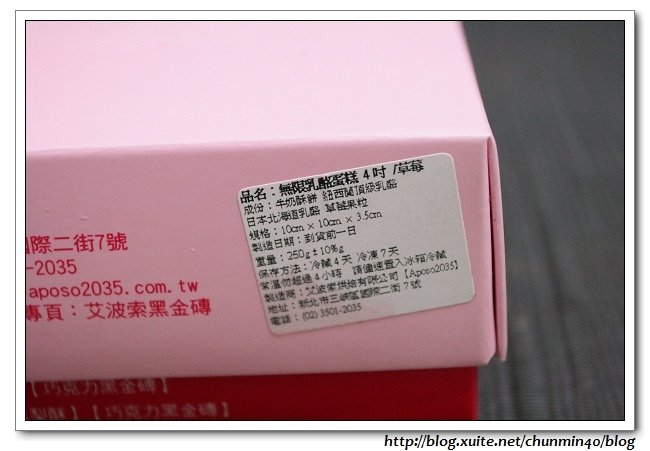 品名：無限乳酪蛋糕 4吋 /草莓
成份：牛奶酥餅 紐西蘭頂級乳酪
日本北海道乳酪 草莓果粒
規格：10cm × 10cm × 3.5cm
製造日期：到貨前一日
重量：250g±10%g
保存方法：冷藏 4 天 冷凍 7 天
常溫勿超過 4 小時 請儘速置入冰箱冷藏
製造商：艾波索烘焙有限公司【Aposo2035】
地址：新北市三峽區國際二街 7 號
電話：(02) 3501-2035
國際二街7號
-2035
aposo2035.com.tw
專頁：艾波索黑金磚
【巧克力黑金磚】
梨酥】【巧克力黑金磚】
http://blog.xuite.net/chunmin40/blog